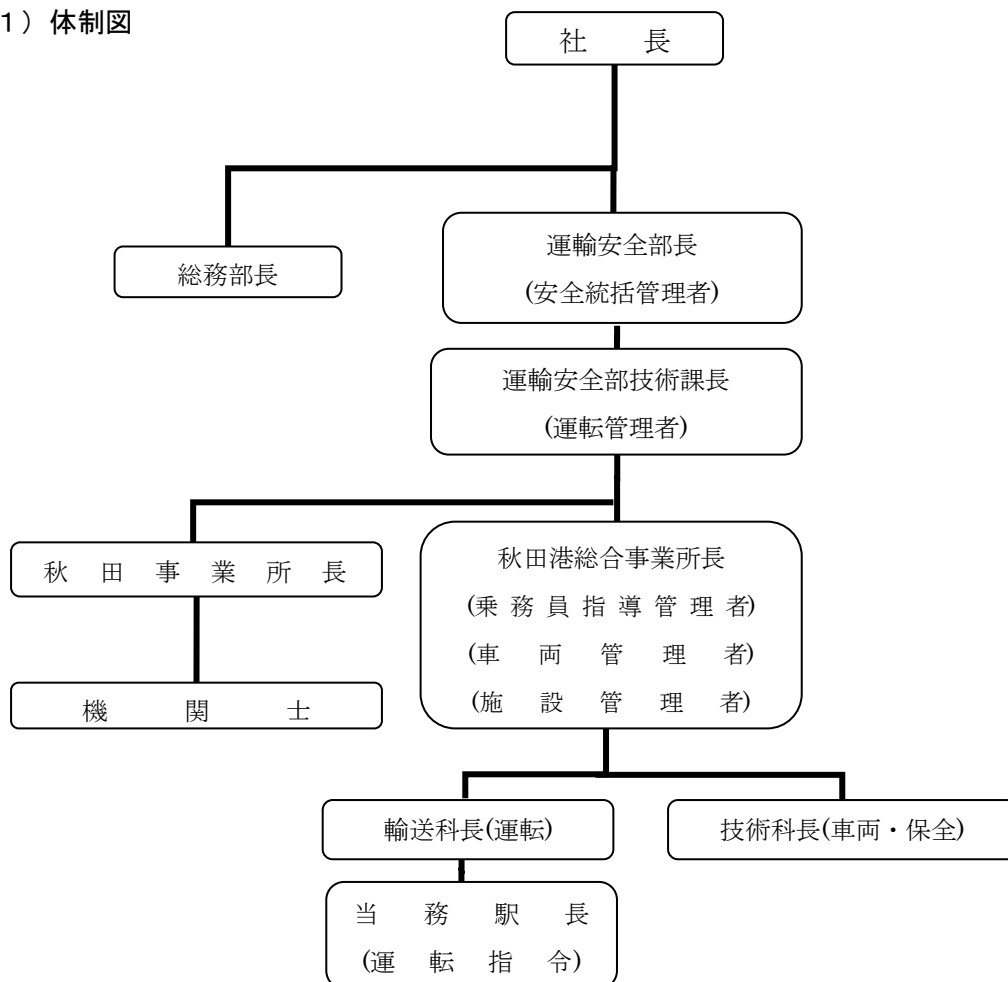 １）体制図
社長
運輸安全部長
(安全統括管理者)
総務部長
運輸安全部技術課長
(運転管理者)
秋田事業所長
秋田港総合事業所長
(乗務員指導管理者)
(車両管理者)
(施設管理者)
機関士
輸送科長(運転)
技術科長(車両・保全)
当務駅長
(運転指令)